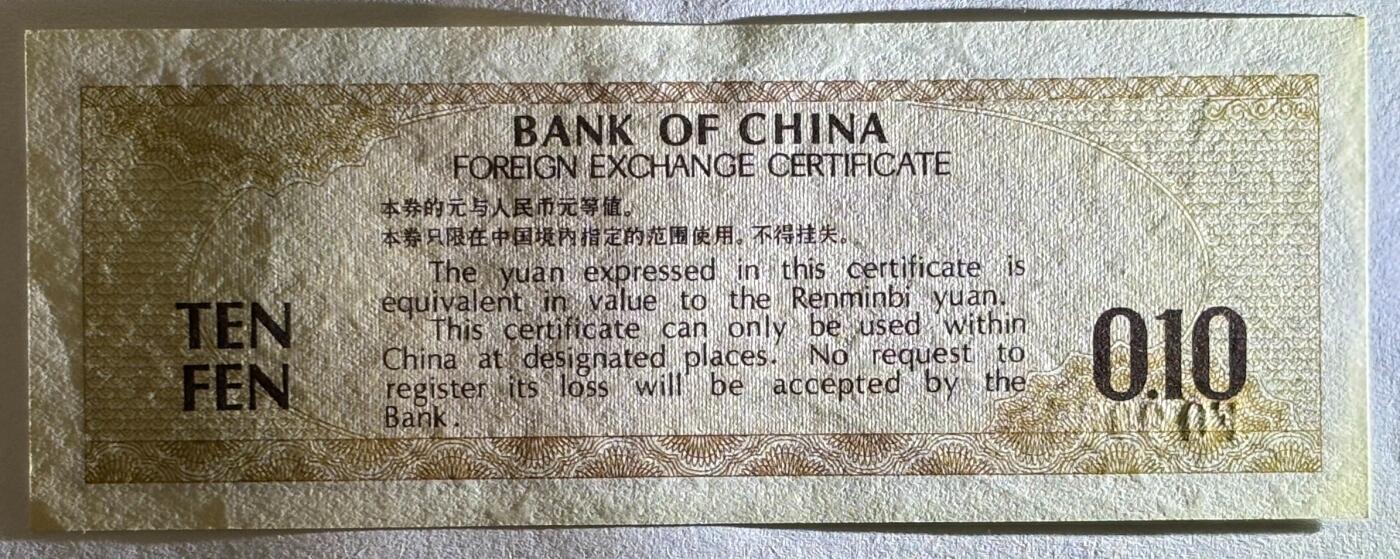 BANK OF CHINA
FOREIGN EXCHANGE CERTIFICATE
本券的元与人民币元等值。
本券只限在中国境内指定的范围使用。不得挂失。
The yuan expressed in this certificate is
equivalent in value to the Renminbi yuan.
This certificate can only be used within
China at designated places. No request to
register its loss will be accepted by the
Bank.
TEN
FEN
0.10